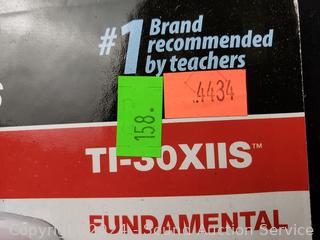 #1 Brand
recommended
by teachers
158.
4434
TI-30XIIS™
FUNDAMENTAL